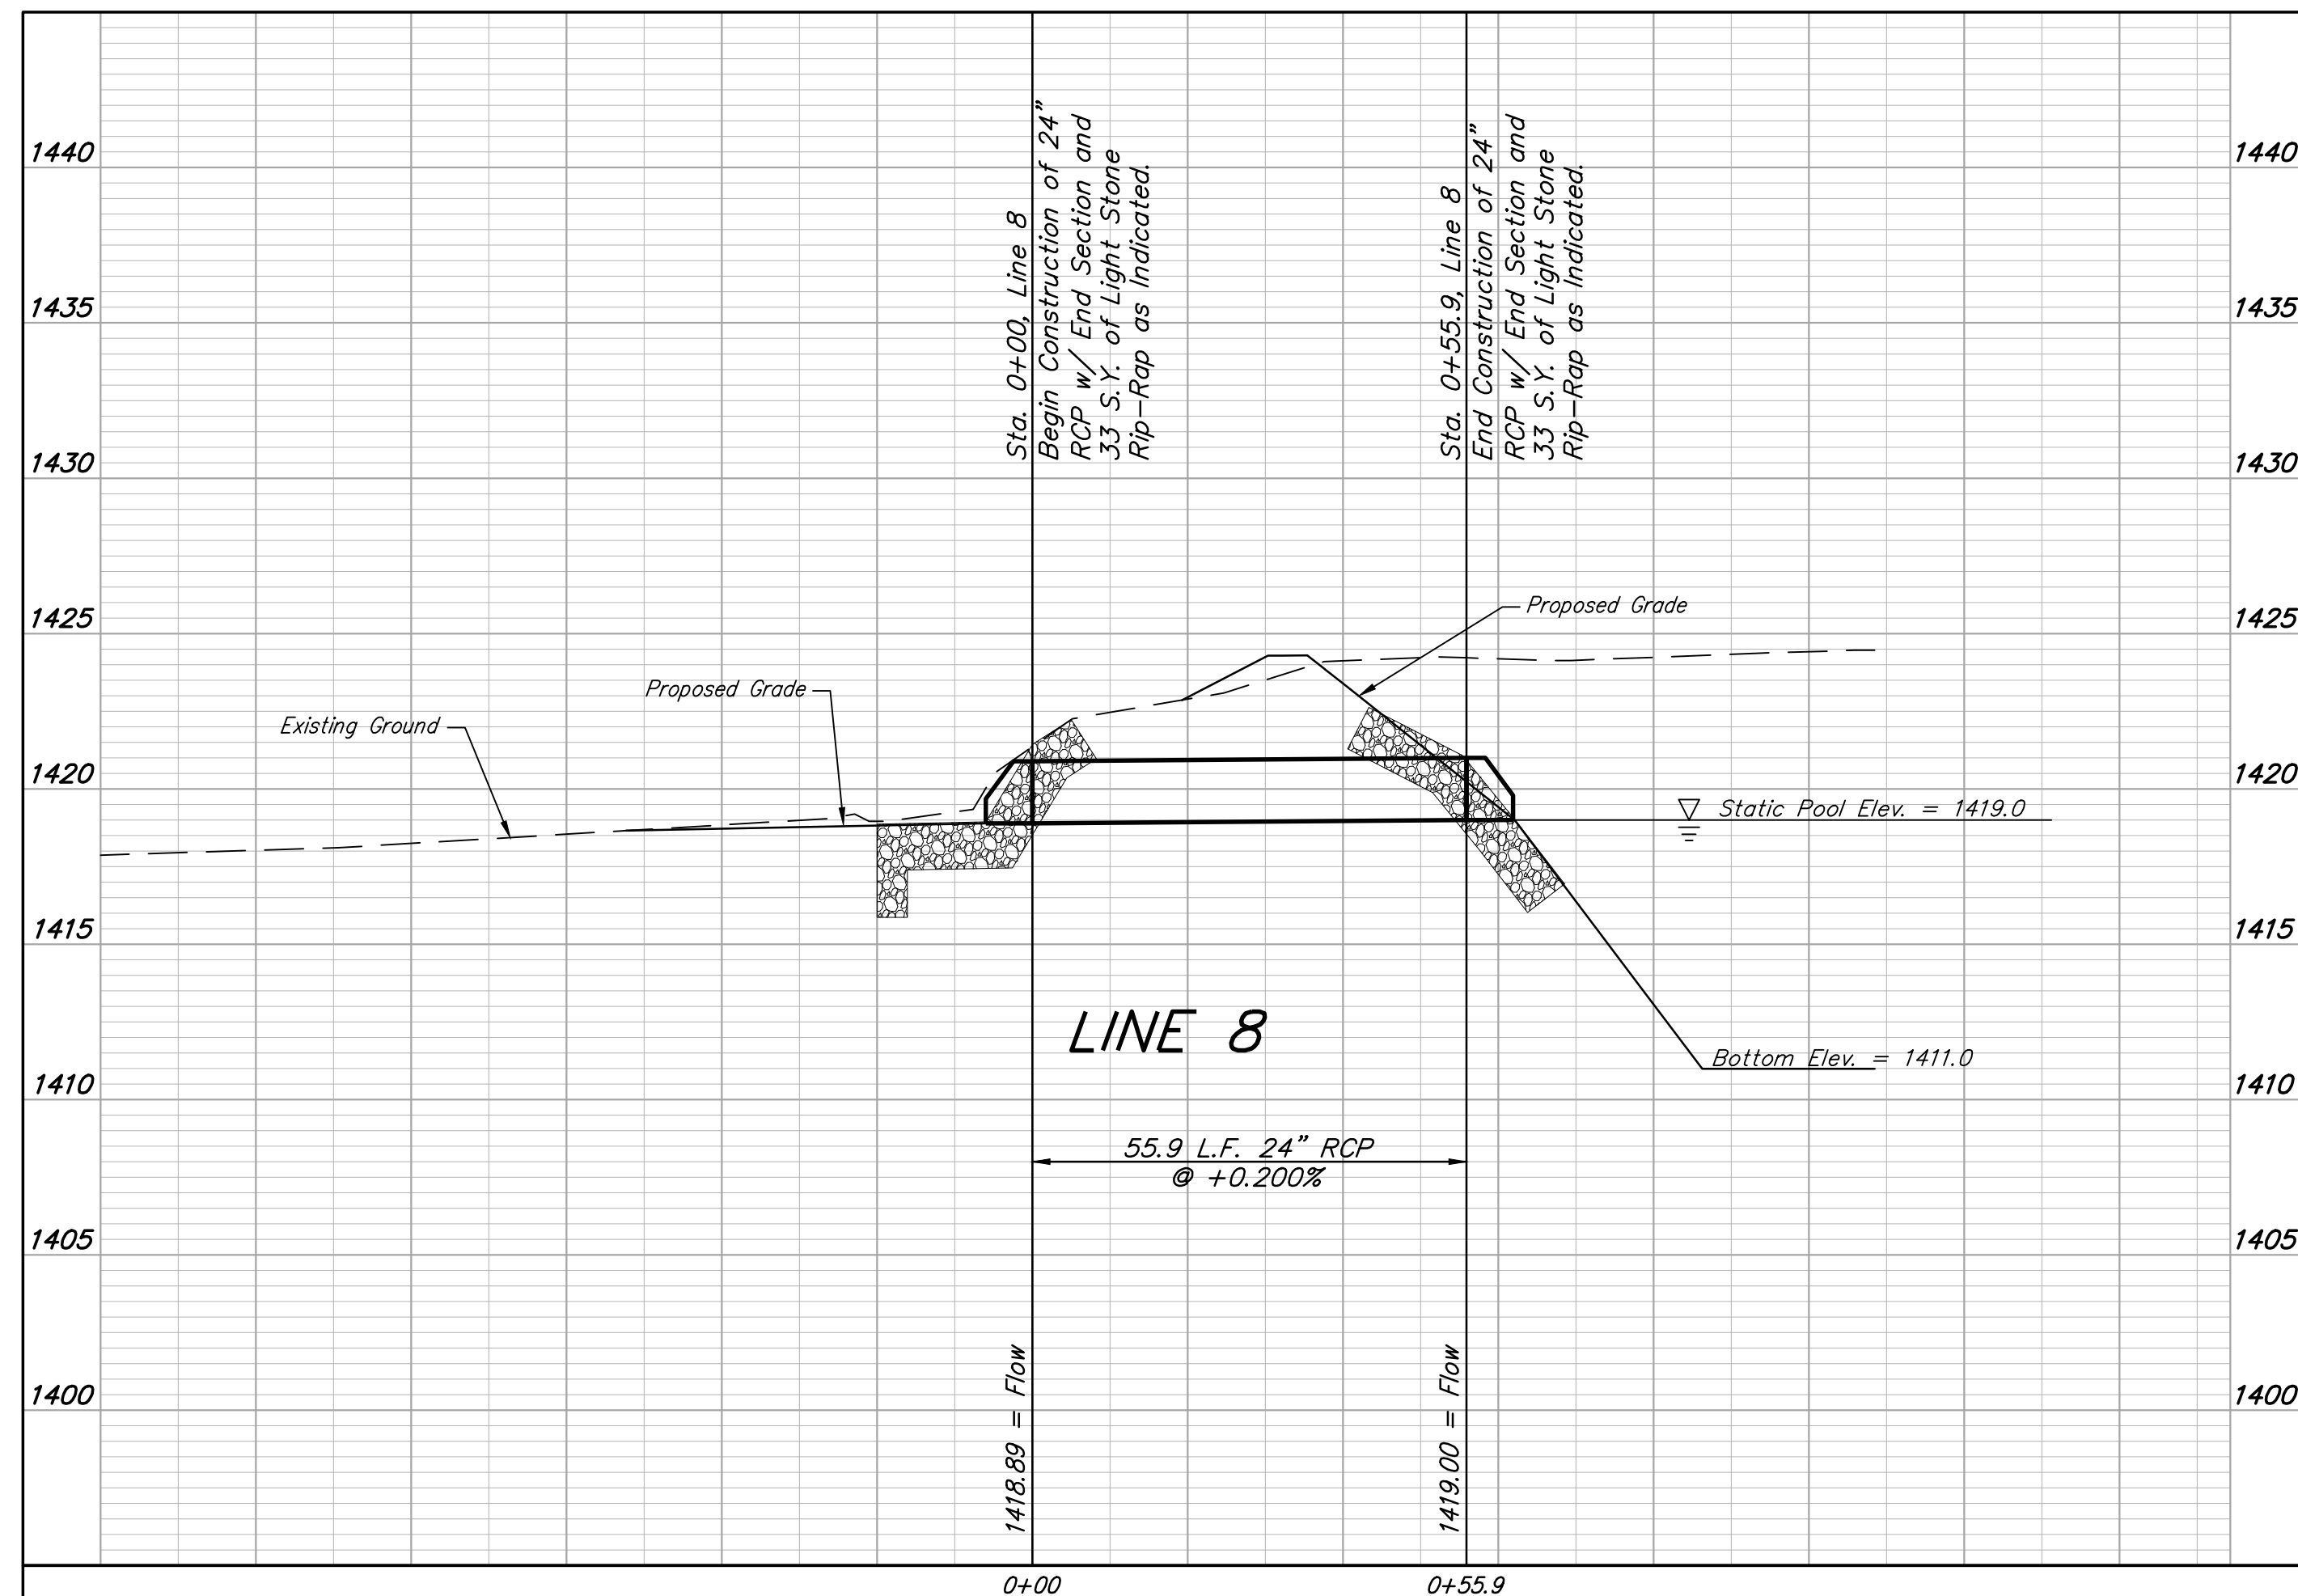 Sta. 0+00, Line 8
Begin Construction of 24"
RCP w/ End Section and
33 S.Y. of Light Stone
Rip-Rap as Indicated.
Sta. 0+55.9, Line 8
End Construction of 24"
RCP w/ End Section and
33 S.Y. of Light Stone
Rip-Rap as Indicated.
1440
1440
1435
1435
1430
1430
1425
1425
1420
1420
1415
1415
1410
1410
1405
1405
1400
1400
Proposed Grade
Proposed Grade
Existing Ground
Static Pool Elev. = 1419.0
LINE 8
Bottom Elev. = 1411.0
55.9 L.F. 24" RCP
@ +0.200%
1418.89 = Flow
1419.00 = Flow
0+00
0+55.9